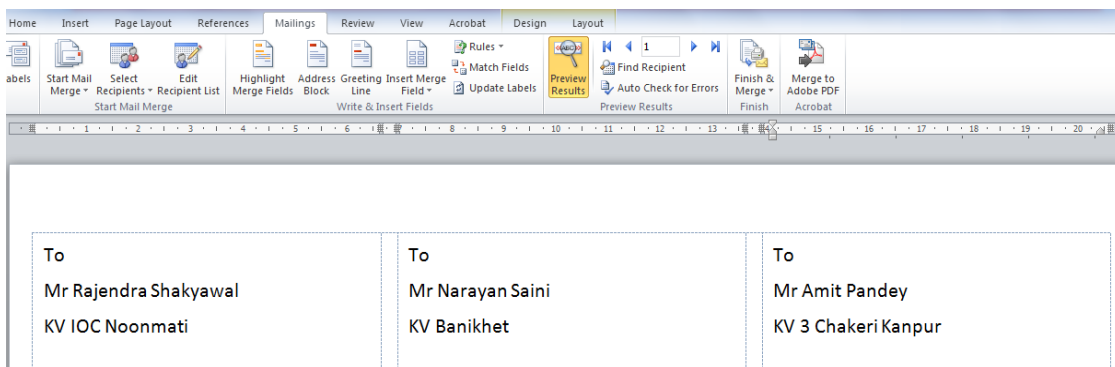 Home Insert Page Layout References Mailings Review View Acrobat Design Layout
abels Start Mail Merge Select Recipients Edit Recipient List Highlight Merge Fields Address Block Greeting Line Insert Merge Field Rules Match Fields Update Labels ABC Preview Results 1 Find Recipient Auto Check for Errors Finish & Merge Merge to Adobe PDF
Start Mail Merge Write & Insert Fields Preview Results Finish Acrobat
1 2 3 4 5 6 8 9 10 11 12 13 15 16 17 18 19 20
To To To
Mr Rajendra Shakyawal Mr Narayan Saini Mr Amit Pandey
KV IOC Noonmati KV Banikhet KV 3 Chakeri Kanpur